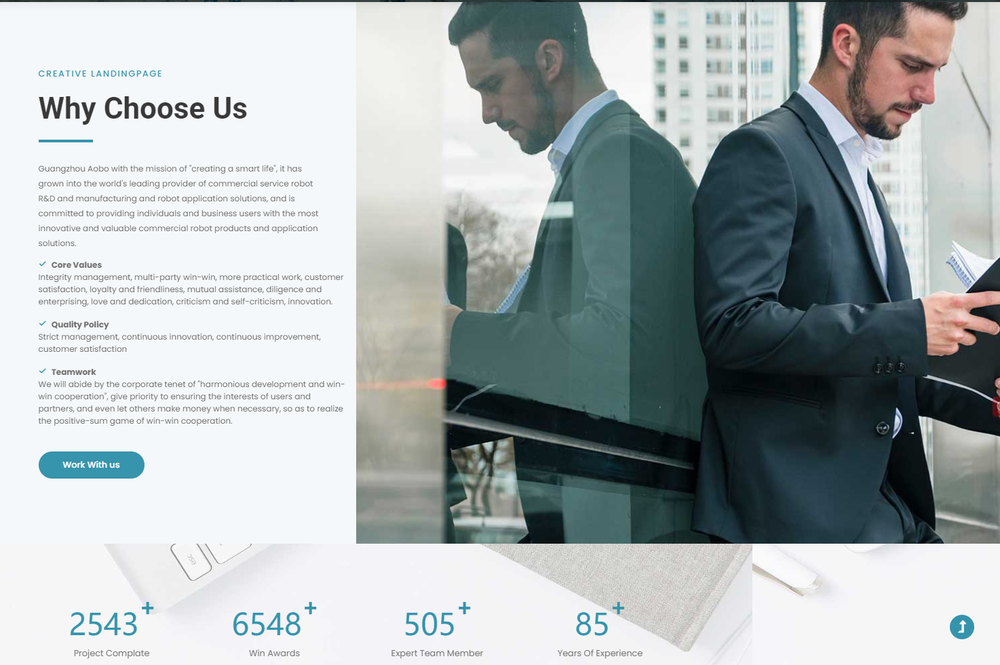 CREATIVE LANDINGPAGE
Why Choose Us
Guangzhou Aobo with the mission of "creating a smart life", it has
grown into the world's leading provider of commercial service robot
R&D and manufacturing and robot application solutions, and is
committed to providing individuals and business users with the most
innovative and valuable commercial robot products and application
solutions.
Core Values
Integrity management, multi-party win-win, more practical work, customer
satisfaction, loyalty and friendliness, mutual assistance, diligence and
enterprising, love and dedication, criticism and self-criticism, innovation.
Quality Policy
Strict management, continuous innovation, continuous improvement,
customer satisfaction
Teamwork
We will abide by the corporate tenet of "harmonious development and win-
win cooperation", give priority to ensuring the interests of users and
partners, and even let others make money when necessary, so as to realize
the positive-sum game of win-win cooperation.
Work With us
esc
2543+ 6548+ 505+ 85+
Project Complate Win Awards Expert Team Member Years Of Experience